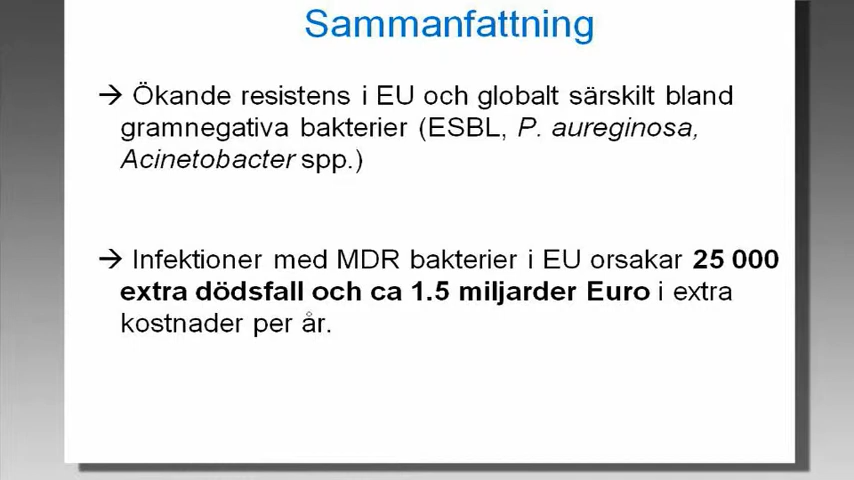 Sammanfattning
→ Ökande resistens i EU och globalt särskilt bland
gramnegativa bakterier (ESBL, P. aureginosa,
Acinetobacter spp.)
→ Infektioner med MDR bakterier i EU orsakar 25 000
extra dödsfall och ca 1.5 miljarder Euro i extra
kostnader per år.